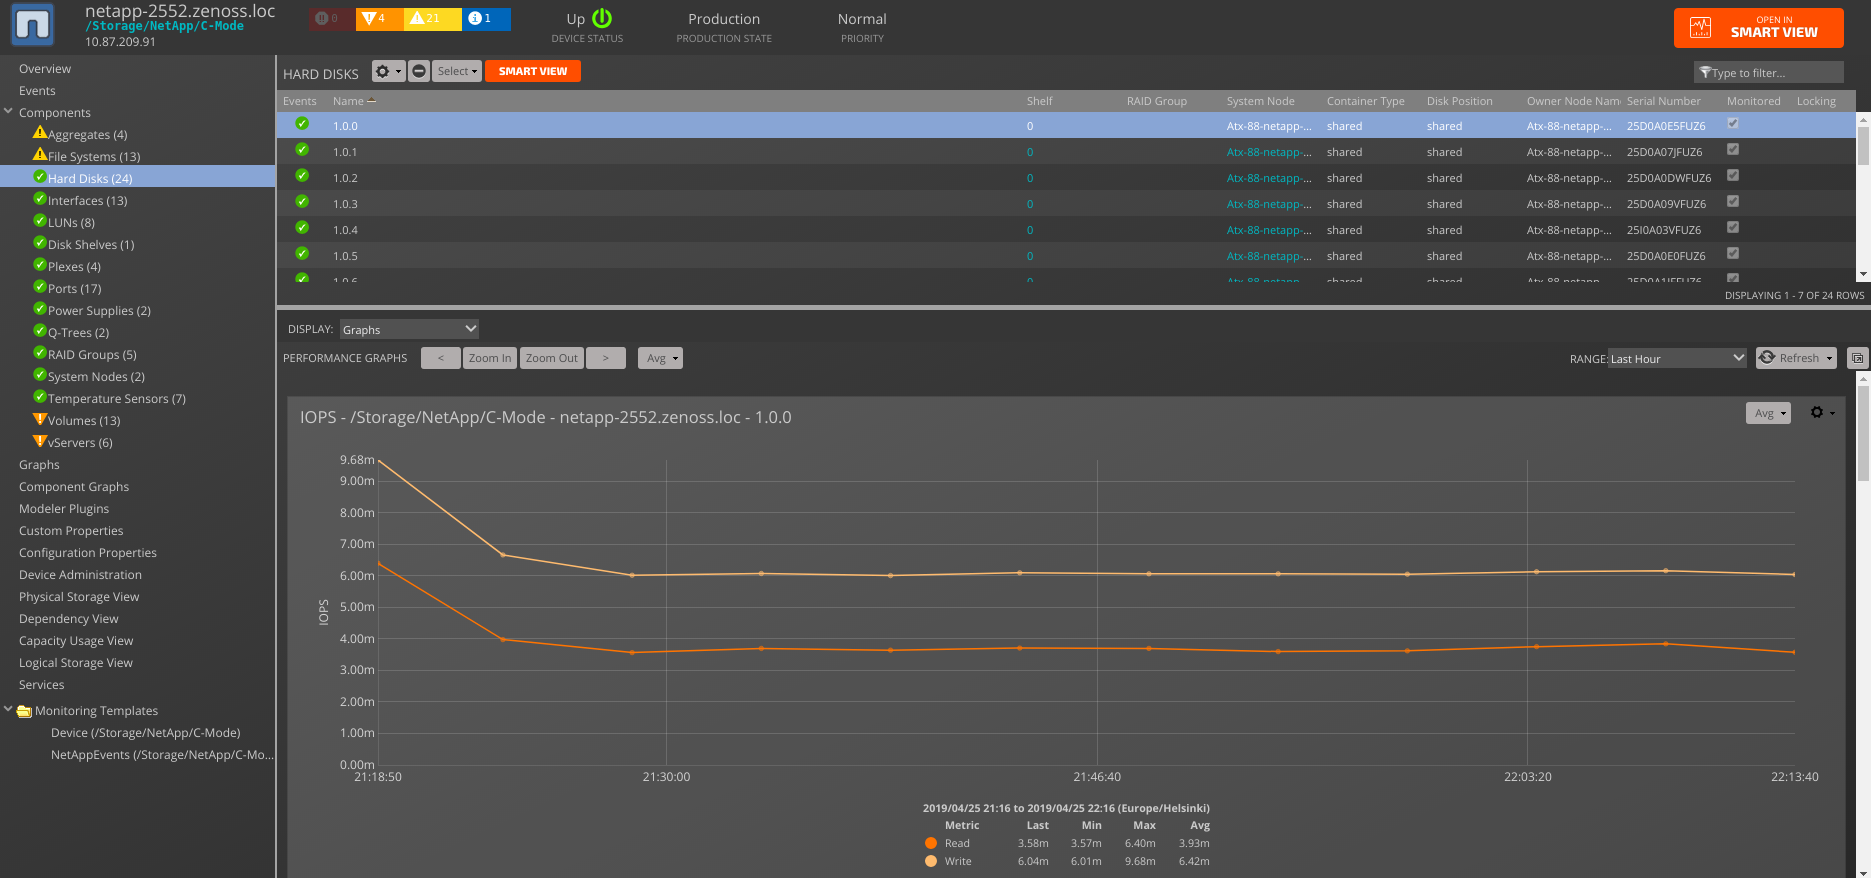 netapp-2552.zenoss.loc
/Storage/NetApp/C-Mode
10.87.209.91
0 4 21 1
Up
DEVICE STATUS
Production
PRODUCTION STATE
Normal
PRIORITY
OPEN IN
SMART VIEW
Overview
Events
Components
Aggregates (4)
File Systems (13)
Hard Disks (24)
Interfaces (13)
LUNs (8)
Disk Shelves (1)
Plexes (4)
Ports (17)
Power Supplies (2)
Q-Trees (2)
RAID Groups (5)
System Nodes (2)
Temperature Sensors (7)
Volumes (13)
vServers (6)
Graphs
Component Graphs
Modeler Plugins
Custom Properties
Configuration Properties
Device Administration
Physical Storage View
Dependency View
Capacity Usage View
Logical Storage View
Services
Monitoring Templates
Device (/Storage/NetApp/C-Mode)
NetAppEvents (/Storage/NetApp/C-Mo...
HARD DISKS Select SMART VIEW Type to filter...
Events Name Shelf RAID Group System Node Container Type Disk Position Owner Node Nam Serial Number Monitored Locking
1.0.0 0 Atx-88-netapp-... shared shared Atx-88-netapp-... 25D0A0E5FUZ6
1.0.1 0 Atx-88-netapp-... shared shared Atx-88-netapp-... 25D0A07JFUZ6
1.0.2 0 Atx-88-netapp-... shared shared Atx-88-netapp-... 25D0A0DWFUZ6
1.0.3 0 Atx-88-netapp-... shared shared Atx-88-netapp-... 25D0A09VFUZ6
1.0.4 0 Atx-88-netapp-... shared shared Atx-88-netapp-... 25I0A03VFUZ6
1.0.5 0 Atx-88-netapp-... shared shared Atx-88-netapp-... 25D0A0E0FUZ6
1.0.6 0 Atx-88-netapp-... shared shared Atx-88-netapp-...
DISPLAYING 1 - 7 OF 24 ROWS
DISPLAY: Graphs
PERFORMANCE GRAPHS < Zoom In Zoom Out > Avg RANGE: Last Hour Refresh
IOPS - /Storage/NetApp/C-Mode - netapp-2552.zenoss.loc - 1.0.0 Avg
9.68m
9.00m
8.00m
7.00m
6.00m
5.00m
4.00m
3.00m
2.00m
1.00m
0.00m
IOPS
21:18:50 21:30:00 21:46:40 22:03:20 22:13:40
2019/04/25 21:16 to 2019/04/25 22:16 (Europe/Helsinki)
Metric Last Min Max Avg
Read 3.58m 3.57m 6.40m 3.93m
Write 6.04m 6.01m 9.68m 6.42m